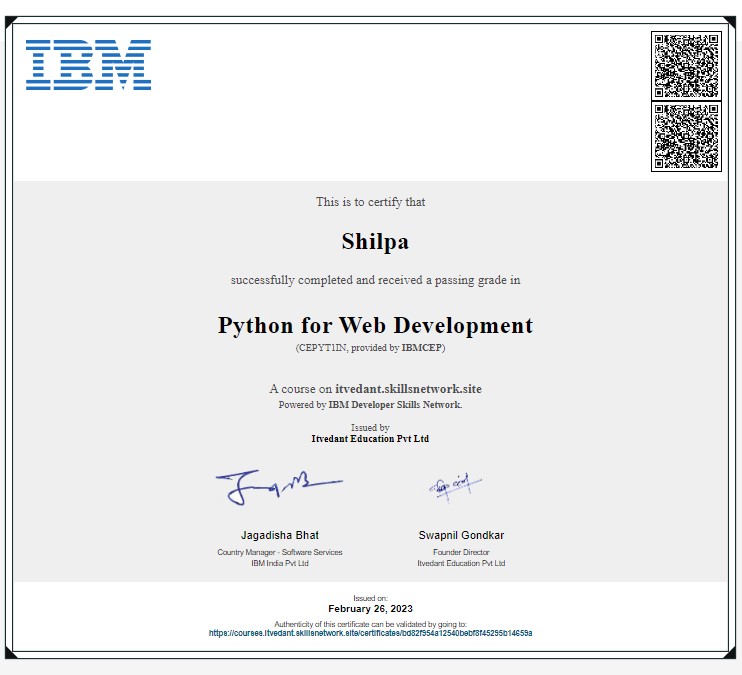 IBM
This is to certify that
Shilpa
successfully completed and received a passing grade in
Python for Web Development
(CEPYT1IN, provided by IBMCEP)
A course on itvedant.skillsnetwork.site
Powered by IBM Developer Skills Network.
Issued by
Itvedant Education Pvt Ltd
Jagadisha Bhat
Country Manager - Software Services
IBM India Pvt Ltd
Swapnil Gondkar
Founder Director
Itvedant Education Pvt Ltd
Issued on:
February 26, 2023
Authenticity of this certificate can be validated by going to:
https://courses.itvedant.skillsnetwork.site/certificates/bd82f954a12540bebf8f45295b14659a